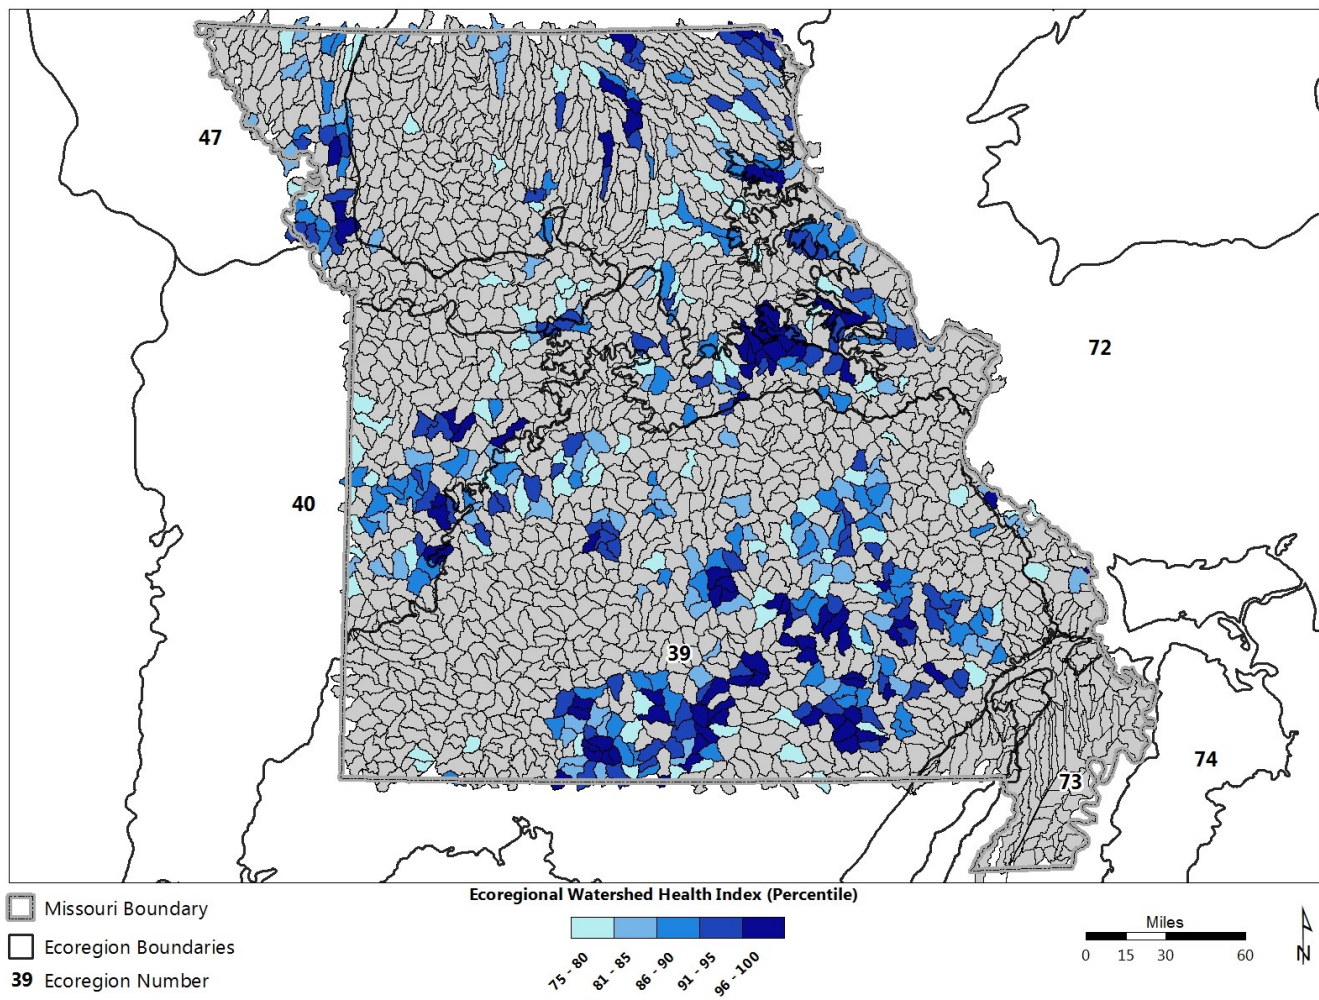 47
72
40
39
74
73
Ecoregional Watershed Health Index (Percentile)
Missouri Boundary
Ecoregion Boundaries
39 Ecoregion Number
75 - 80
81 - 85
86 - 90
91 - 95
96 - 100
Miles
0 15 30 60
N